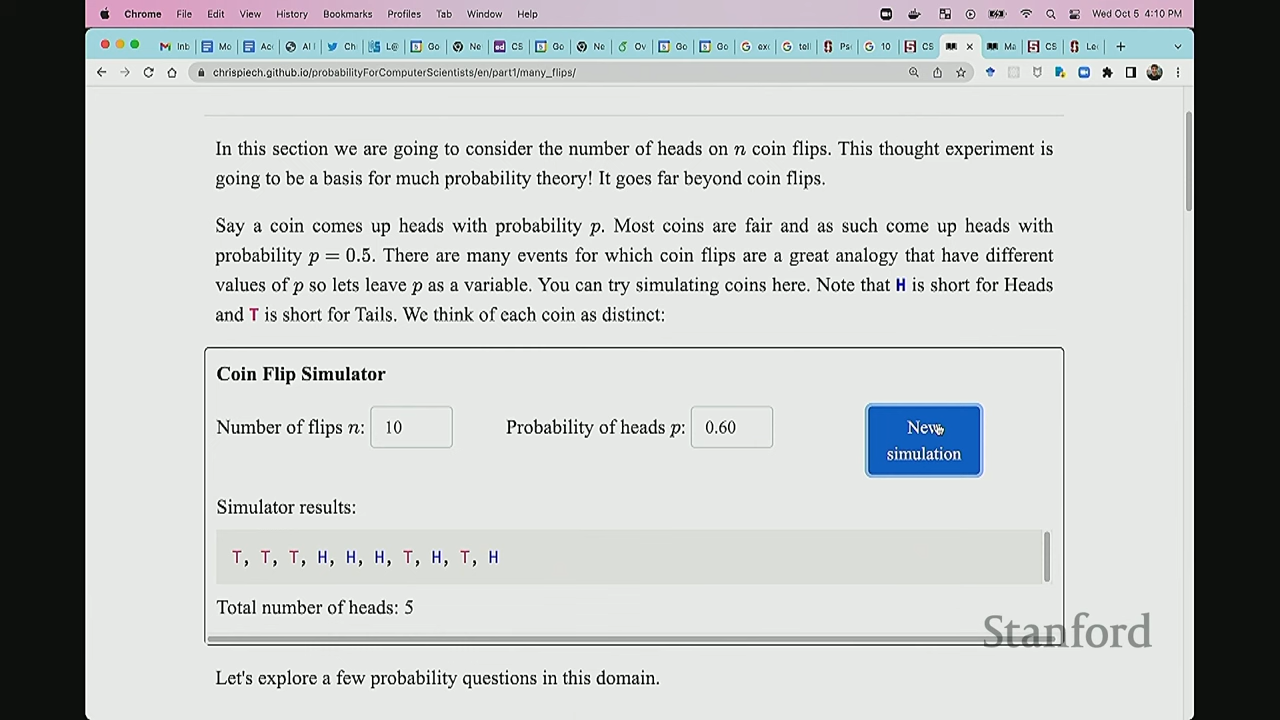 Chrome File Edit View History Bookmarks Profiles Tab Window Help Wed Oct 5 4:10 PM
chrispiech.github.io/probabilityForComputerScientists/en/part1/many_flips/
In this section we are going to consider the number of heads on n coin flips. This thought experiment is
going to be a basis for much probability theory! It goes far beyond coin flips.
Say a coin comes up heads with probability p. Most coins are fair and as such come up heads with
probability p = 0.5. There are many events for which coin flips are a great analogy that have different
values of p so lets leave p as a variable. You can try simulating coins here. Note that H is short for Heads
and T is short for Tails. We think of each coin as distinct:
Coin Flip Simulator
Number of flips n: 10 Probability of heads p: 0.60
New
simulation
Simulator results:
T, T, T, H, H, H, T, H, T, H
Total number of heads: 5
Stanford
Let's explore a few probability questions in this domain.